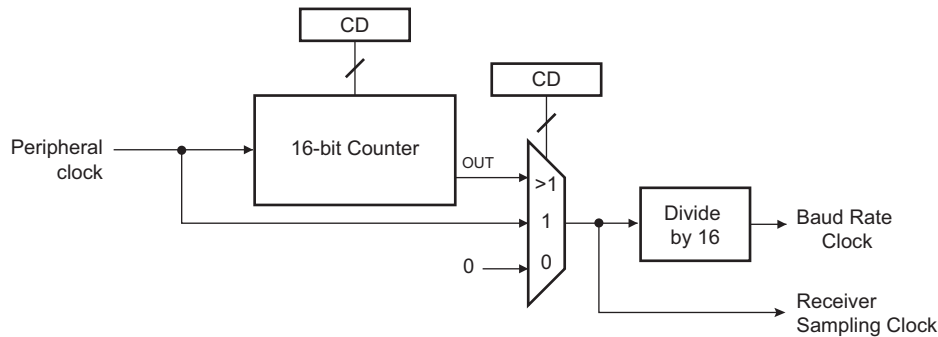 CD
CD
Peripheral
clock
16-bit Counter
OUT
>1
1
0
0
Divide
by 16
Baud Rate
Clock
Receiver
Sampling Clock